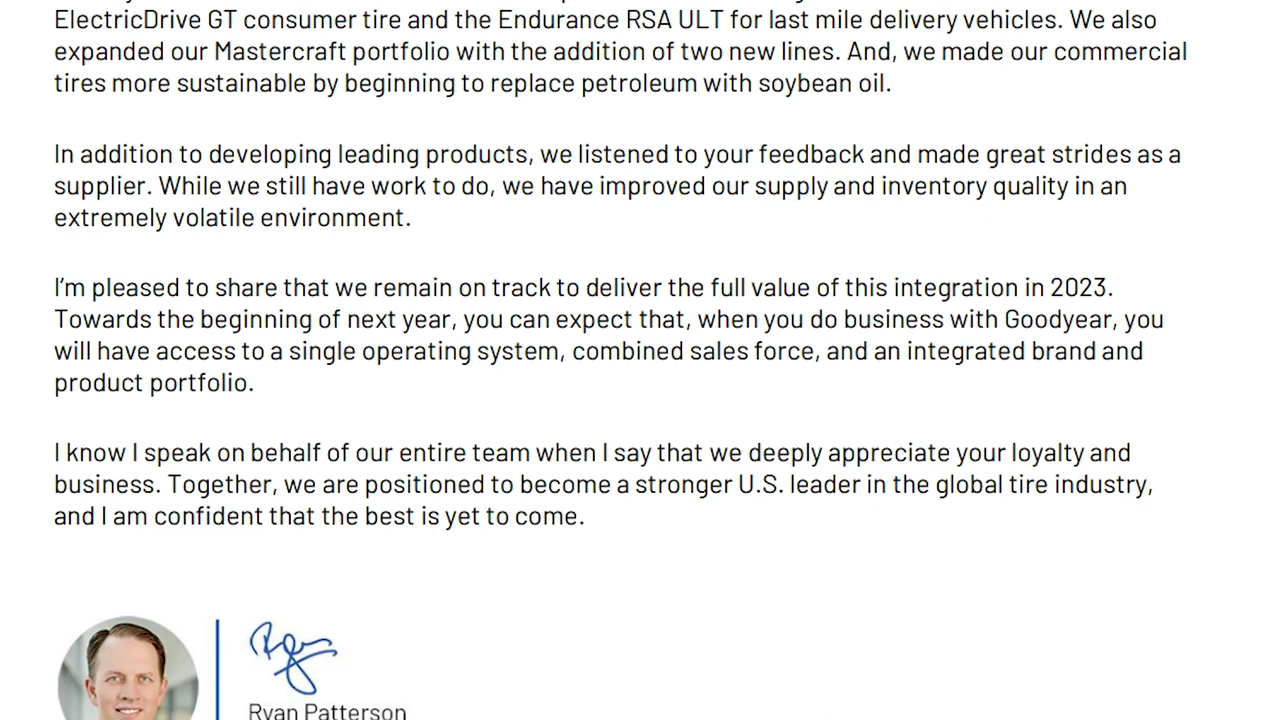 ElectricDrive GT consumer tire and the Endurance RSA ULT for last mile delivery vehicles. We also
expanded our Mastercraft portfolio with the addition of two new lines. And, we made our commercial
tires more sustainable by beginning to replace petroleum with soybean oil.
In addition to developing leading products, we listened to your feedback and made great strides as a
supplier. While we still have work to do, we have improved our supply and inventory quality in an
extremely volatile environment.
I’m pleased to share that we remain on track to deliver the full value of this integration in 2023.
Towards the beginning of next year, you can expect that, when you do business with Goodyear, you
will have access to a single operating system, combined sales force, and an integrated brand and
product portfolio.
I know I speak on behalf of our entire team when I say that we deeply appreciate your loyalty and
business. Together, we are positioned to become a stronger U.S. leader in the global tire industry,
and I am confident that the best is yet to come.
Ryan Patterson